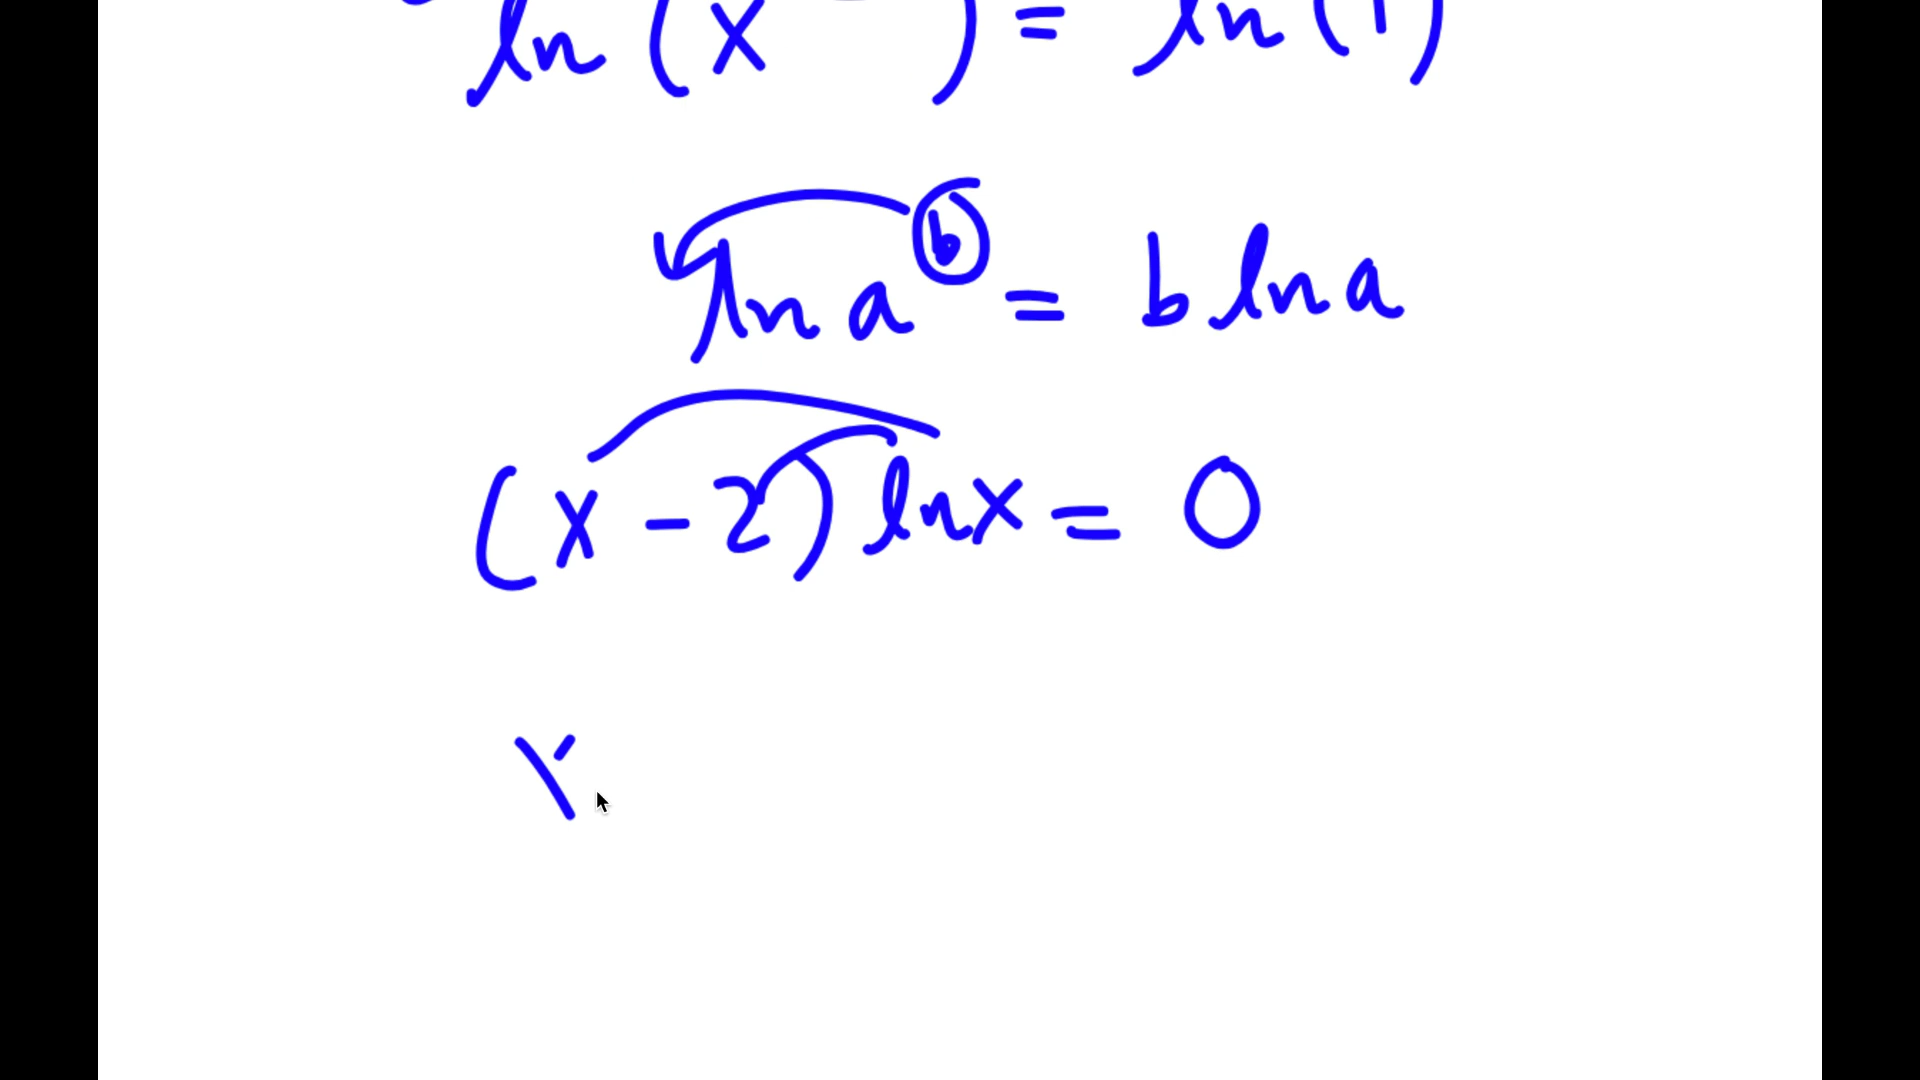 ln(x ) = ln(1)
ln a^b = b ln a
(x - 2) ln x = 0
x